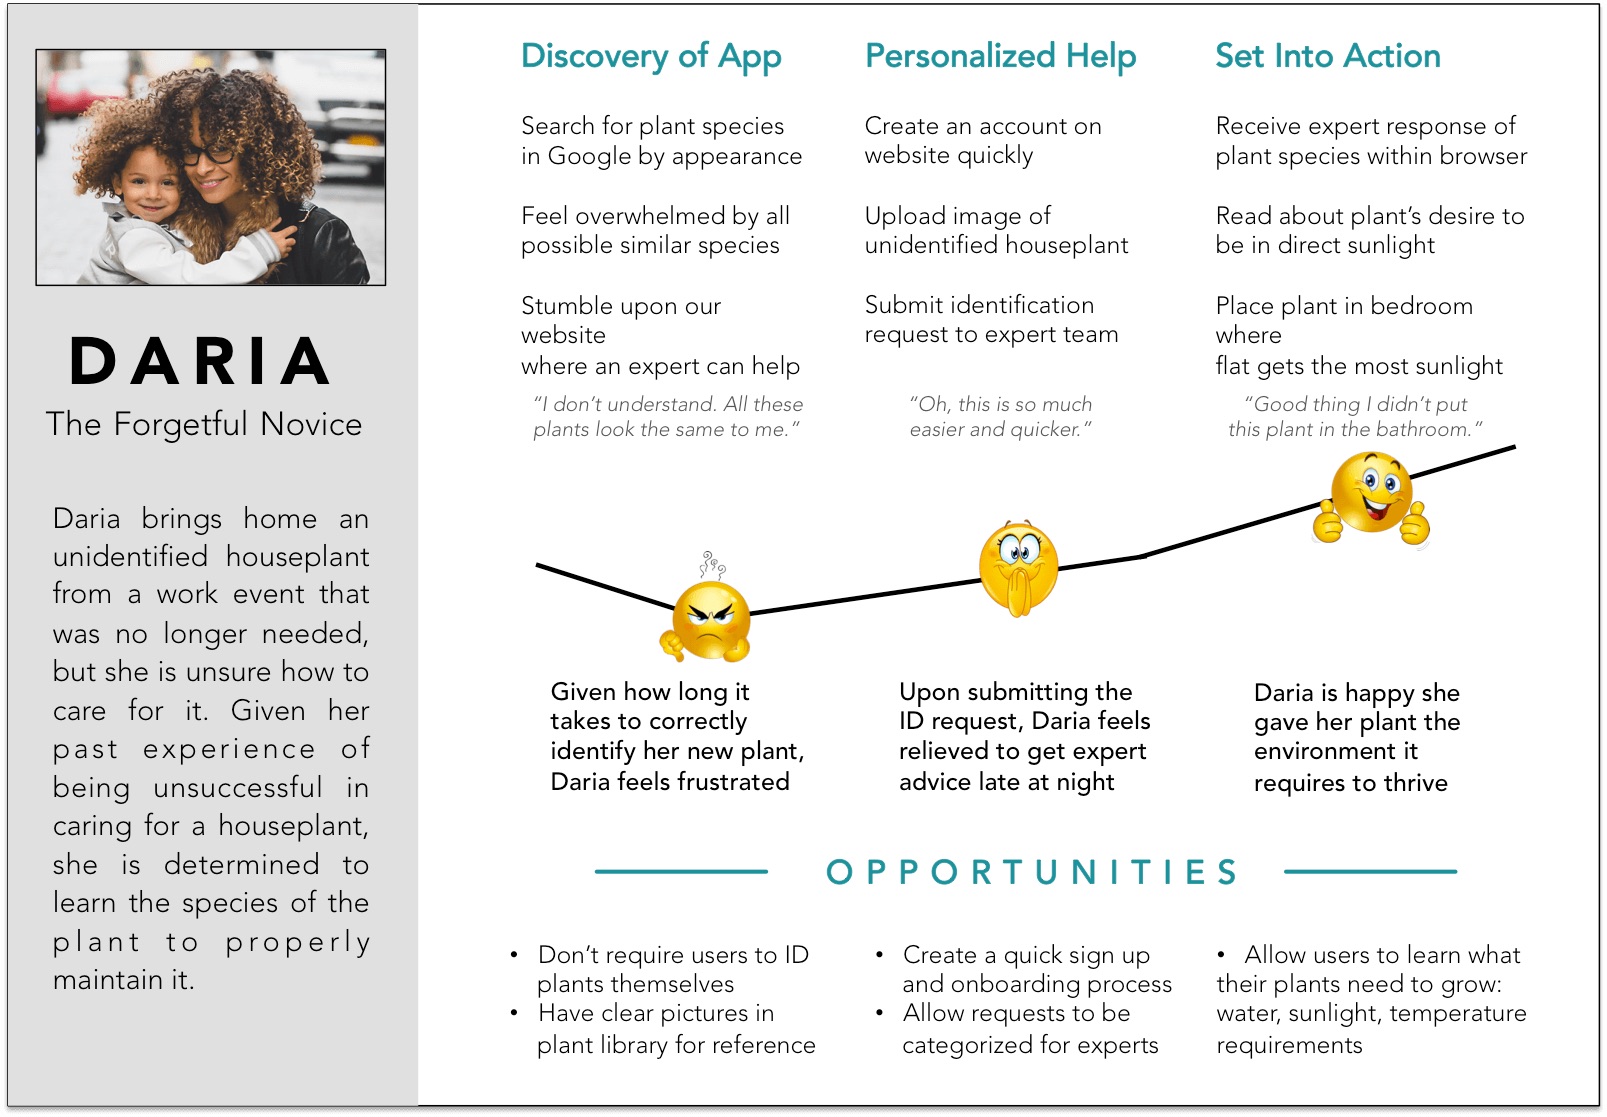 DARIA
The Forgetful Novice
Daria brings home an
unidentified houseplant
from a work event that
was no longer needed,
but she is unsure how to
care for it. Given her
past experience of
being unsuccessful in
caring for a houseplant,
she is determined to
learn the species of the
plant to properly
maintain it.
Discovery of App
Search for plant species
in Google by appearance
Feel overwhelmed by all
possible similar species
Stumble upon our
website
where an expert can help
“I don’t understand. All these
plants look the same to me.”
Given how long it
takes to correctly
identify her new plant,
Daria feels frustrated
Personalized Help
Create an account on
website quickly
Upload image of
unidentified houseplant
Submit identification
request to expert team
“Oh, this is so much
easier and quicker.”
Upon submitting the
ID request, Daria feels
relieved to get expert
advice late at night
Set Into Action
Receive expert response of
plant species within browser
Read about plant’s desire to
be in direct sunlight
Place plant in bedroom
where
flat gets the most sunlight
“Good thing I didn’t put
this plant in the bathroom.”
Daria is happy she
gave her plant the
environment it
requires to thrive
OPPORTUNITIES
• Don’t require users to ID
plants themselves
• Have clear pictures in
plant library for reference
• Create a quick sign up
and onboarding process
• Allow requests to be
categorized for experts
• Allow users to learn what
their plants need to grow:
water, sunlight, temperature
requirements